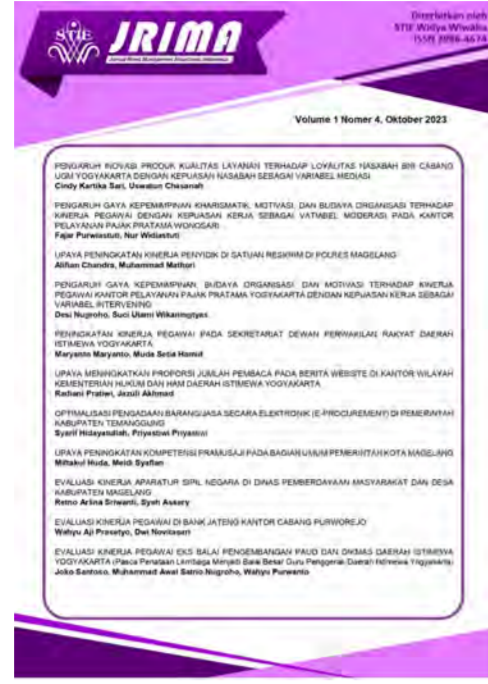 STIE
JRIMA
Diterbitkan oleh
STIE Widya Wiwaha
Volume 1 Nomer 4, Oktober 2023
PENGARUH INOVASI PRODUK KUALITAS LAYANAN TERHADAP LOYALITAS NASABAH BRI CABANG
UGM YOGYAKARTA DENGAN KEPUASAN NASABAH SEBAGAI VARIABEL MEDIASI
Cindy Kartika Sari, Uswatun Chasanah
PENGARUH GAYA KEPEMIMPINAN KHARISMATIK, MOTIVASI, DAN BUDAYA ORGANISASI TERHADAP
KINERJA PEGAWAI DENGAN KEPUASAN KERJA SEBAGAI VATIABEL MODERASI PADA KANTOR
PELAYANAN PAJAK PRATAMA WONOSARI
Fajar Purwiastuti, Nur Widiastuti
UPAYA PENINGKATAN KINERJA PENYIDIK DI SATUAN RESKRIM DI POLRES MAGELANG
Alifian Chandra, Muhammad Mathori
PENGARUH GAYA KEPEMIMPINAN, BUDAYA ORGANISASI DAN MOTIVASI TERHADAP KINERJA
PEGAWAI KANTOR PELAYANAN PAJAK PRATAMA YOGYAKARTA DENGAN KEPUASAN KERJA SEBAGAI
VARIABEL INTERVENING
Desi Nugroho, Suci Utami Wikaningtyas
PENINGKATAN KINERJA PEGAWAI PADA SEKRETARIAT DEWAN PERWAKILAN RAKYAT DAERAH
ISTIMEWA YOGYAKARTA
Maryanto Maryanto, Muda Setia Hamid
UPAYA MENINGKATKAN PROPORSI JUMLAH PEMBACA PADA BERITA WEBSITE DI KANTOR WILAYAH
KEMENTERIAN HUKUM DAN HAM DAERAH ISTIMEWA YOGYAKARTA
Radiani Pratiwi, Jazuli Akhmad
OPTIMALISASI PENGADAAN BARANG/JASA SECARA ELEKTRONIK (E-PROCUREMENT) DI PEMERINTAH
KABUPATEN TEMANGGUNG
Syarif Hidayatullah, Priyastiwi Priyastiwi
UPAYA PENINGKATAN KOMPETENSI PRAMUSAJI PADA BAGIAN UMUM PEMERINTAH KOTA MAGELANG
Miftakul Huda, Meidi Syaflan
EVALUASI KINERJA APARATUR SIPIL NEGARA DI DINAS PEMBERDAYAAN MASYARAKAT DAN DESA
KABUPATEN MAGELANG
Retno Arlina Sriwanti, Syeh Assery
EVALUASI KINERJA PEGAWAI DI BANK JATENG KANTOR CABANG PURWOREJO
Wahyu Aji Prasetyo, Dwi Novitasari
EVALUASI KINERJA PEGAWAI EKS BALAI PENGEMBANGAN PAUD DAN DIKMAS DAERAH ISTIMEWA
YOGYAKARTA (Pasca Penataan Lembaga Menjadi Balai Besar Guru Penggerak Daerah Istimewa Yogyakarta)
Joko Santoso, Muhammad Awal Satrio Nugroho, Wahyu Purwanto